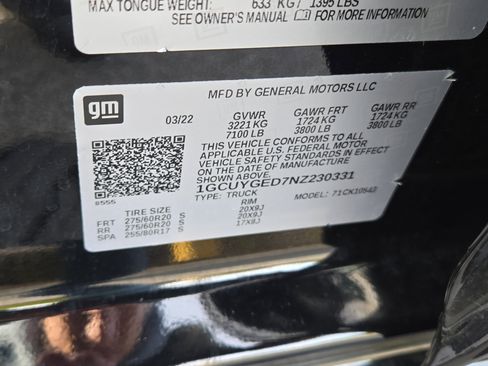 MAX TONGUE WEIGHT: 633 KG / 1395 LBS
SEE OWNER'S MANUAL FOR MORE INFORMATION
gm
MFD BY GENERAL MOTORS LLC
03/22 GVWR GAWR FRT GAWR RR
3221 KG 1724 KG 1724 KG
7100 LB 3800 LB 3800 LB
THIS VEHICLE CONFORMS TO ALL
APPLICABLE U.S. FEDERAL MOTOR
VEHICLE SAFETY STANDARDS IN EFFECT
ON THE DATE OF MANUFACTURE
SHOWN ABOVE.
1GCUYGED7NZ230331
TYPE: TRUCK MODEL: 71CK10543
8555
TIRE SIZE RIM
FRT 275/60R20 S 20X9J
RR 275/60R20 S 20X9J
SPA 255/80R17 S 17X8J